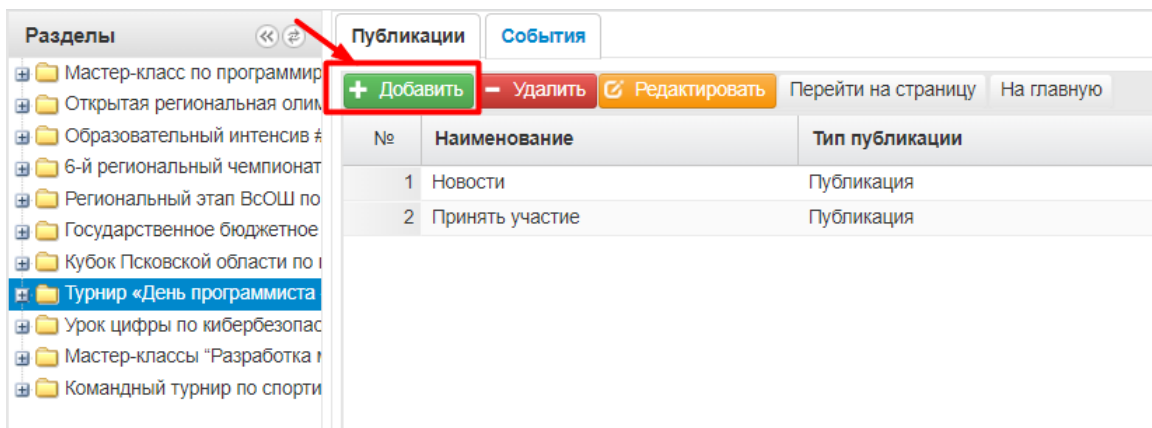 Разделы
Мастер-класс по программир
Открытая региональная олим
Образовательный интенсив #
6-й региональный чемпионат
Региональный этап ВсОШ по
Государственное бюджетное
Кубок Псковской области по
Турнир «День программиста
Урок цифры по кибербезопас
Мастер-классы “Разработка м
Командный турнир по спорти
Публикации События
Добавить Удалить Редактировать Перейти на страницу На главную
№ Наименование Тип публикации
1 Новости Публикация
2 Принять участие Публикация